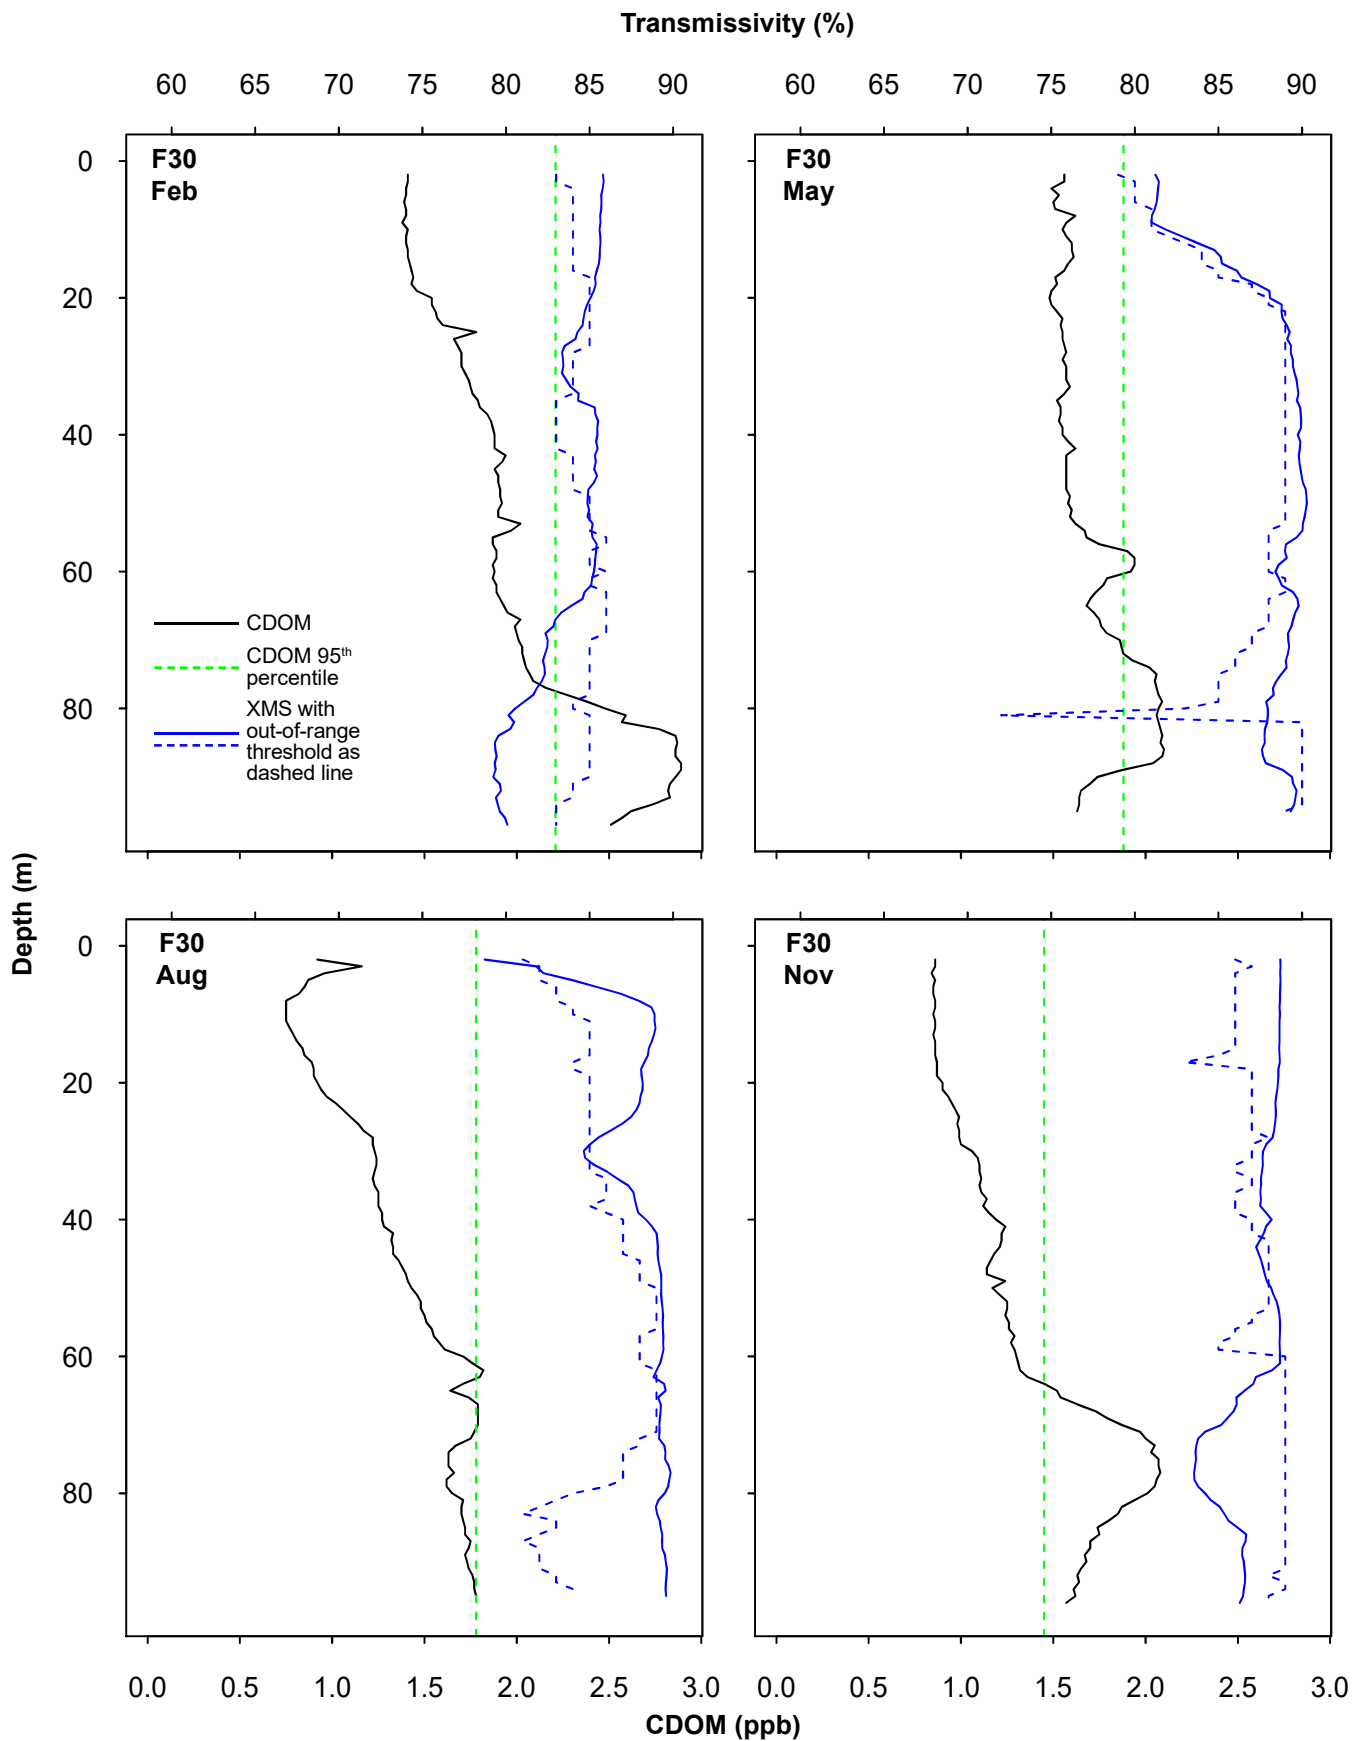 Transmissivity (%)
60 65 70 75 80 85 90 60 65 70 75 80 85 90
F30
Feb
F30
May
0
20
40
60
80
CDOM
CDOM 95th
percentile
XMS with
out-of-range
threshold as
dashed line
Depth (m)
F30
Aug
F30
Nov
0
20
40
60
80
0.0 0.5 1.0 1.5 2.0 2.5 3.0 0.0 0.5 1.0 1.5 2.0 2.5 3.0
CDOM (ppb)